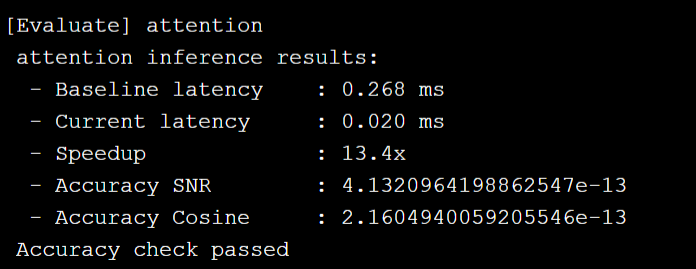 [Evaluate] attention
attention inference results:
- Baseline latency : 0.268 ms
- Current latency : 0.020 ms
- Speedup : 13.4x
- Accuracy SNR : 4.1320964198862547e-13
- Accuracy Cosine : 2.1604940059205546e-13
Accuracy check passed